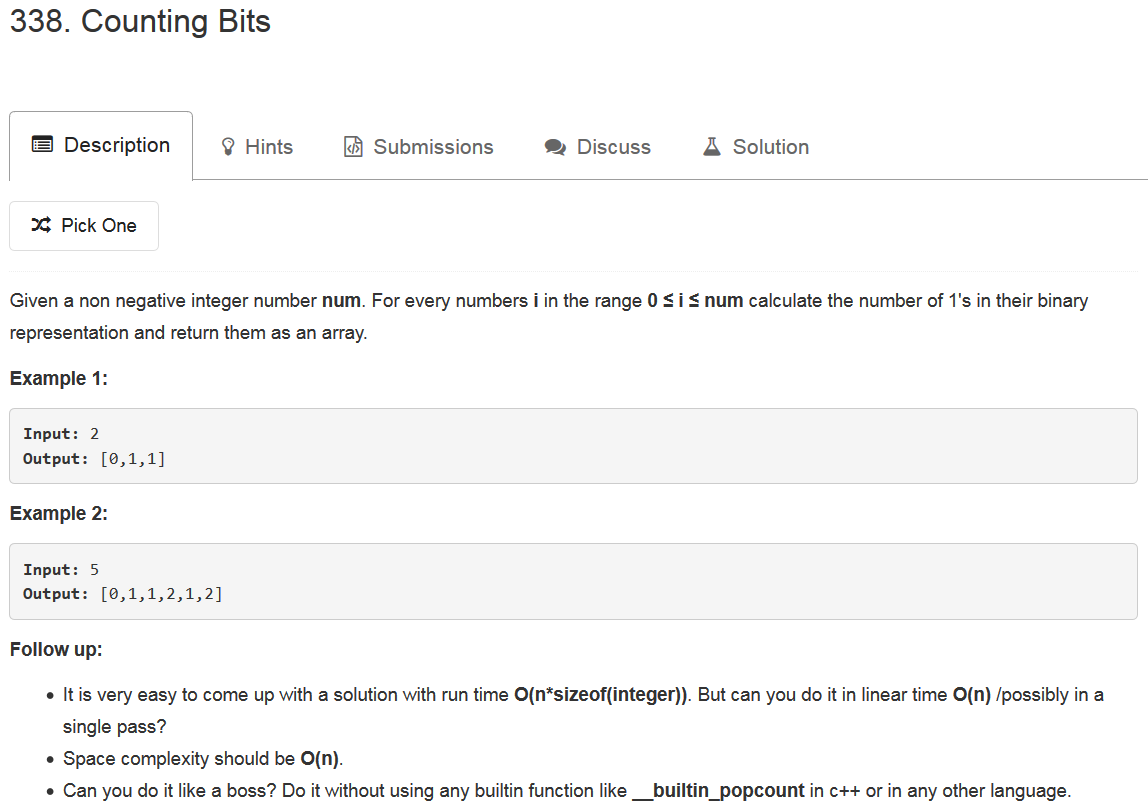 338. Counting Bits
Description Hints Submissions Discuss Solution
Pick One
Given a non negative integer number num. For every numbers i in the range 0 ≤ i ≤ num calculate the number of 1's in their binary
representation and return them as an array.
Example 1:
Input: 2
Output: [0,1,1]
Example 2:
Input: 5
Output: [0,1,1,2,1,2]
Follow up:
• It is very easy to come up with a solution with run time O(n*sizeof(integer)). But can you do it in linear time O(n) /possibly in a
single pass?
• Space complexity should be O(n).
• Can you do it like a boss? Do it without using any builtin function like __builtin_popcount in c++ or in any other language.